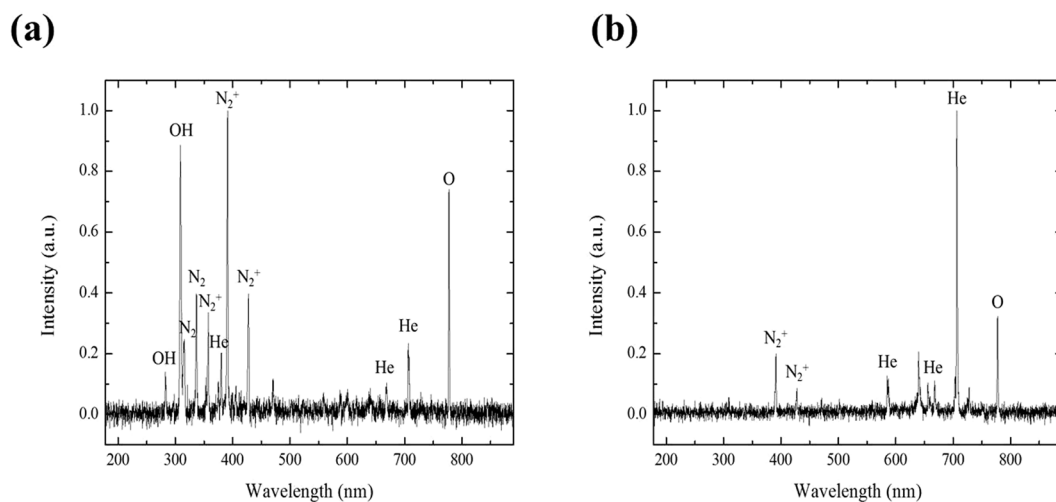 (a)
(b)
N₂⁺
OH
O
N₂
N₂⁺
N₂⁺
N₂
He
He
OH
He
1.0
0.8
0.6
0.4
0.2
0.0
Intensity (a.u.)
200 300 400 500 600 700 800
Wavelength (nm)
He
O
N₂⁺
N₂⁺
He
He
1.0
0.8
0.6
0.4
0.2
0.0
Intensity (a.u.)
200 300 400 500 600 700 800
Wavelength (nm)